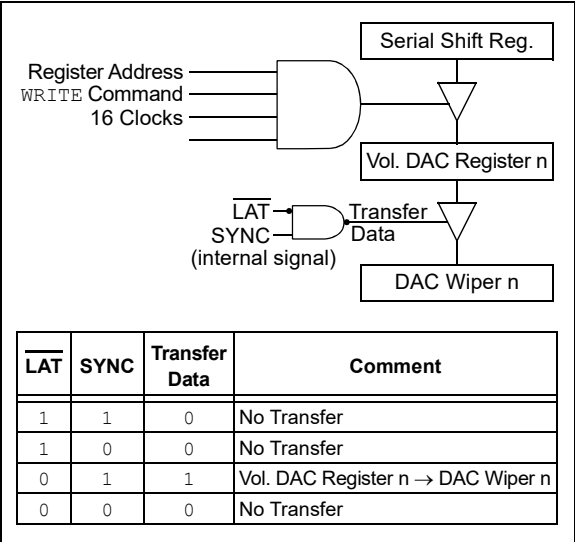 Serial Shift Reg.
Register Address
WRITE Command
16 Clocks
Vol. DAC Register n
LAT
SYNC
(internal signal)
Transfer
Data
DAC Wiper n
LAT SYNC Transfer Data Comment
1 1 0 No Transfer
1 0 0 No Transfer
0 1 1 Vol. DAC Register n → DAC Wiper n
0 0 0 No Transfer